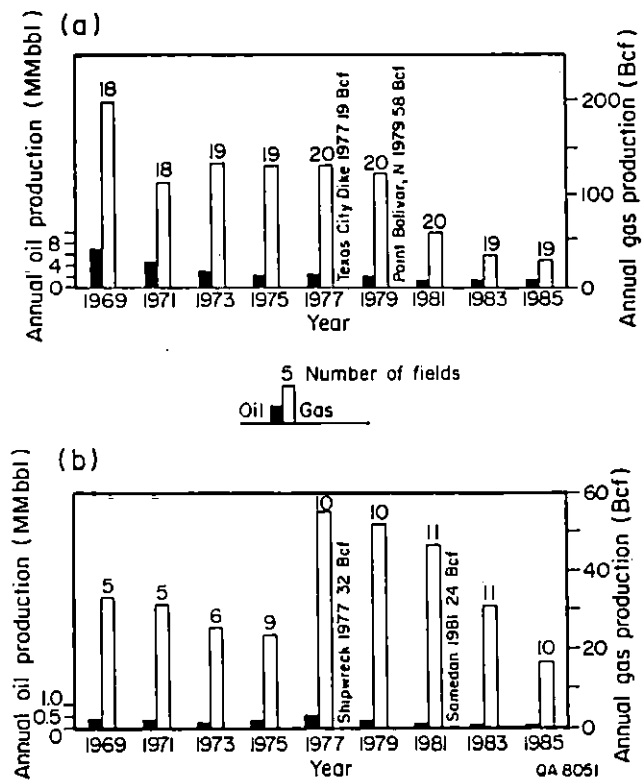 (a)
Annual oil production (MMbbl)
8
4
0
18
18
19
19
20
20
20
19
19
Texas City Dike 1977 19 Bcf
Point Bolivar, N 1979 58 Bcf
200
100
0
Annual gas production (Bcf)
1969 1971 1973 1975 1977 1979 1981 1983 1985
Year
5 Number of fields
Oil Gas
(b)
Annual oil production (MMbbl)
1.0
0.5
0
5
5
6
9
10
10
11
11
10
Shipwreck 1977 32 Bcf
Samedan 1981 24 Bcf
60
40
20
0
Annual gas production (Bcf)
1969 1971 1973 1975 1977 1979 1981 1983 1985
Year
QA 8051